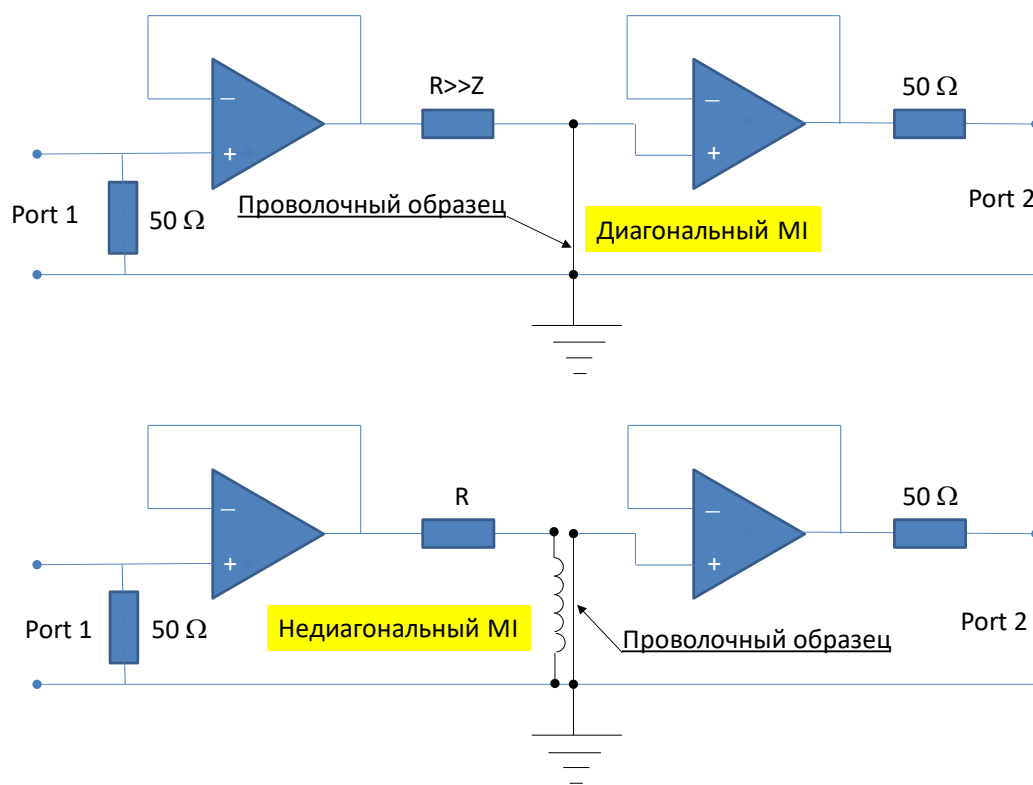 R>>Z
50 Ω
−
−
+
+
Port 1
50 Ω
Проволочный образец
Диагональный MI
Port 2
R
50 Ω
−
−
+
+
Port 1
50 Ω
Недиагональный MI
Проволочный образец
Port 2